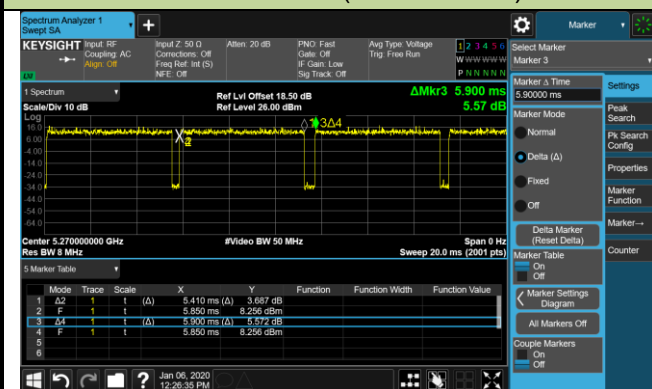 Spectrum Analyzer 1
Swept SA
+
Marker
KEYSIGHT Input: RF
Coupling: AC
Align: Off
Input Z: 50 Ω
Corrections: Off
Freq Ref: Int (S)
NFE: Off
Atten: 20 dB
PNO: Fast
Gate: Off
IF Gain: Low
Sig Track: Off
Avg Type: Voltage
Trig: Free Run
1 2 3 4 5 6
W W W W W W
P N N N N N
LXI
Select Marker
Marker 3
1 Spectrum
Scale/Div 10 dB
Log
Ref Lvl Offset 18.50 dB
Ref Level 26.00 dBm
ΔMkr3 5.900 ms
5.57 dB
16.0
6.00
-4.00
-14.0
-24.0
-34.0
-44.0
-54.0
-64.0
3Δ4
Center 5.270000000 GHz
Res BW 8 MHz
#Video BW 50 MHz
Span 0 Hz
Sweep 20.0 ms (2001 pts)
5 Marker Table
Mode Trace Scale X Y Function Function Width Function Value
1 Δ2 1 t (Δ) 5.410 ms (Δ) 3.687 dB
2 F 1 t 5.850 ms 8.256 dBm
3 Δ4 1 t (Δ) 5.900 ms (Δ) 5.572 dB
4 F 1 t 5.850 ms 8.256 dBm
5
6
Marker Δ Time
5.90000 ms
Marker Mode
Normal
Delta (Δ)
Fixed
Off
Delta Marker
(Reset Delta)
Marker Table
On
Off
Marker Settings
Diagram
All Markers Off
Couple Markers
On
Off
Settings
Peak
Search
Pk Search
Config
Properties
Marker
Function
Marker→
Counter
?
Jan 06, 2020
12:26:35 PM